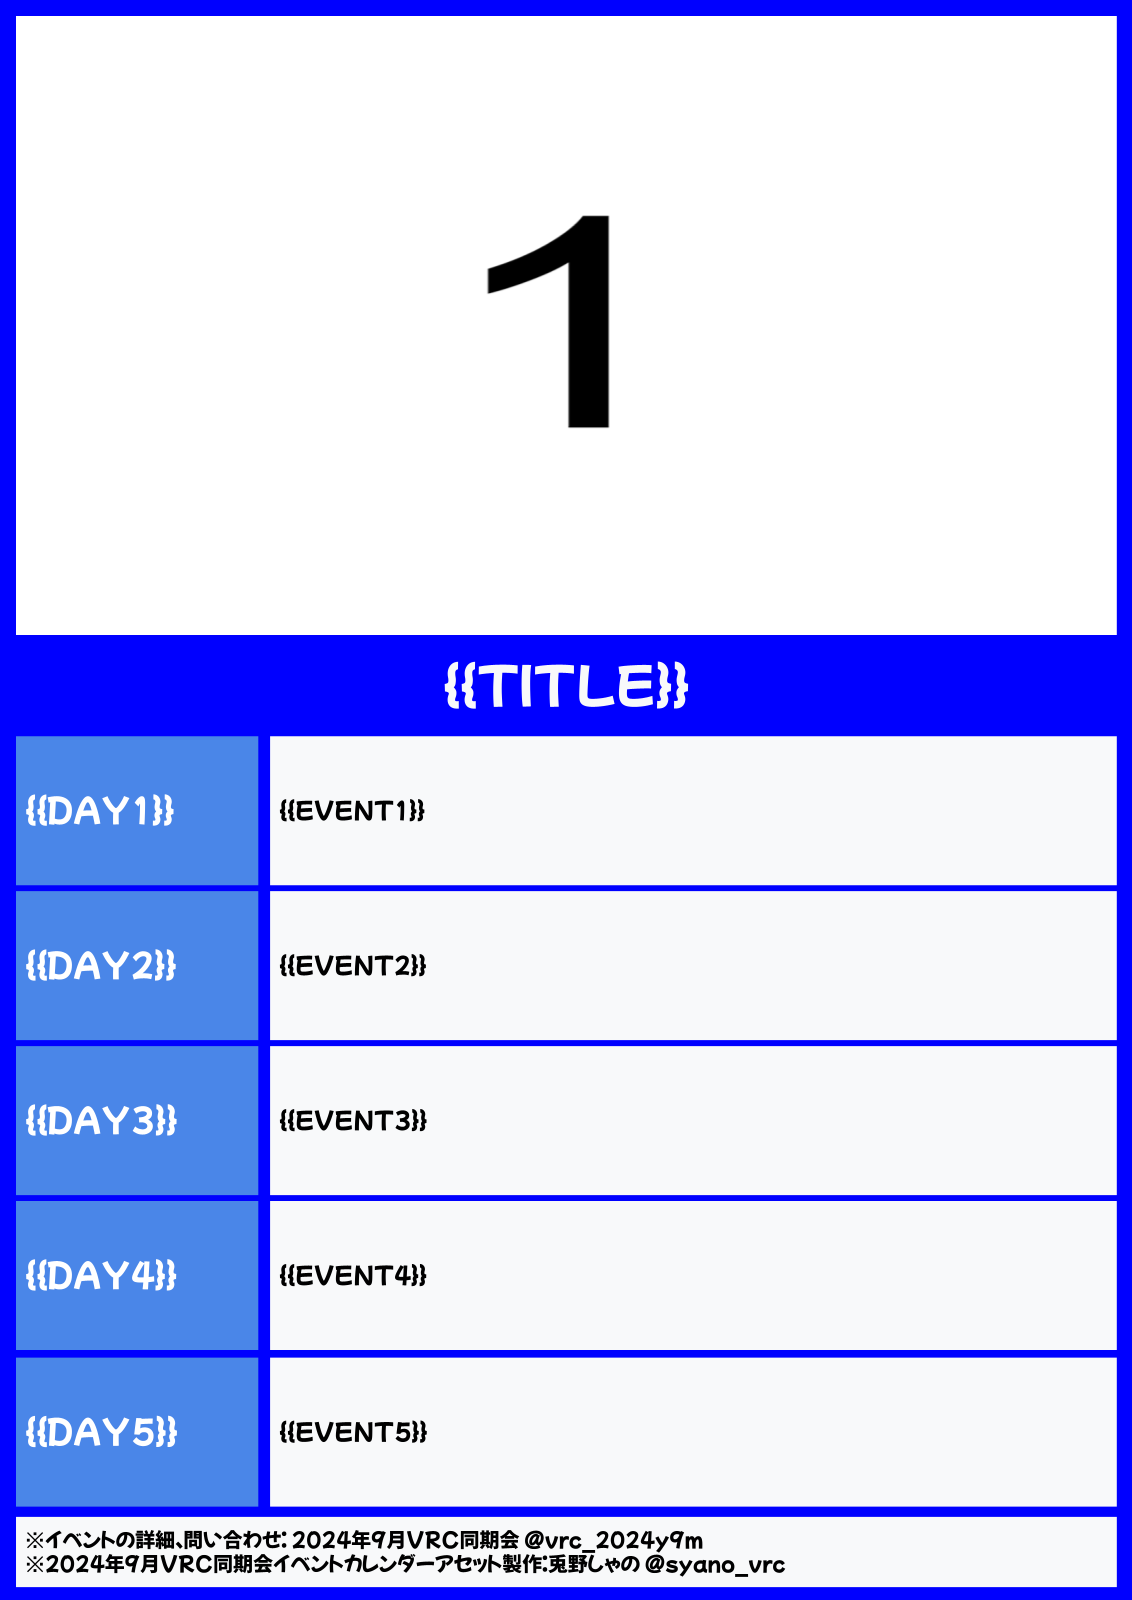 1
{{TITLE}}
{{DAY1}}
{{EVENT1}}
{{DAY2}}
{{EVENT2}}
{{DAY3}}
{{EVENT3}}
{{DAY4}}
{{EVENT4}}
{{DAY5}}
{{EVENT5}}
※イベントの詳細、問い合わせ: 2024年9月VRC同期会 @vrc_2024y9m
※2024年9月VRC同期会イベントカレンダーアセット製作:兎野しゃの @syano_vrc